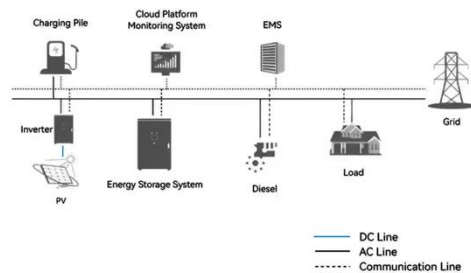 Charging Pile
Cloud Platform
Monitoring System
EMS
Grid
Inverter
PV
Energy Storage System
Diesel
Load
DC Line
AC Line
Communication Line